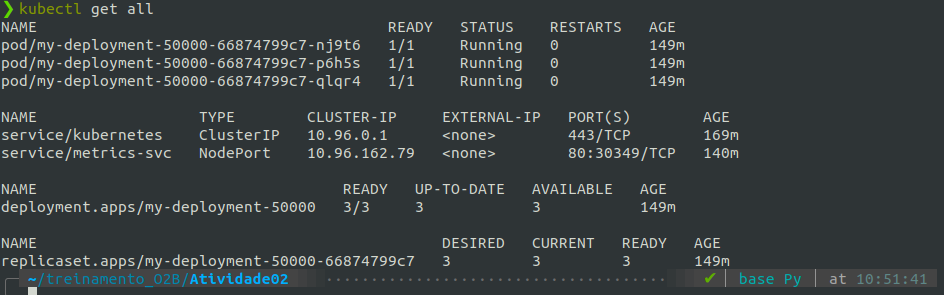 ❯ kubectl get all
NAME                                       READY   STATUS    RESTARTS   AGE
pod/my-deployment-50000-66874799c7-nj9t6   1/1     Running   0          149m
pod/my-deployment-50000-66874799c7-p6h5s   1/1     Running   0          149m
pod/my-deployment-50000-66874799c7-qlqr4   1/1     Running   0          149m
NAME                  TYPE        CLUSTER-IP      EXTERNAL-IP   PORT(S)        AGE
service/kubernetes    ClusterIP   10.96.0.1       <none>        443/TCP        169m
service/metrics-svc   NodePort    10.96.162.79    <none>        80:30349/TCP   140m
NAME                                  READY   UP-TO-DATE   AVAILABLE   AGE
deployment.apps/my-deployment-50000   3/3     3            3           149m
NAME                                             DESIRED   CURRENT   READY   AGE
replicaset.apps/my-deployment-50000-66874799c7   3         3         3       149m
~/treinamento_O2B/Atividade02 ✔ base Py at 10:51:41